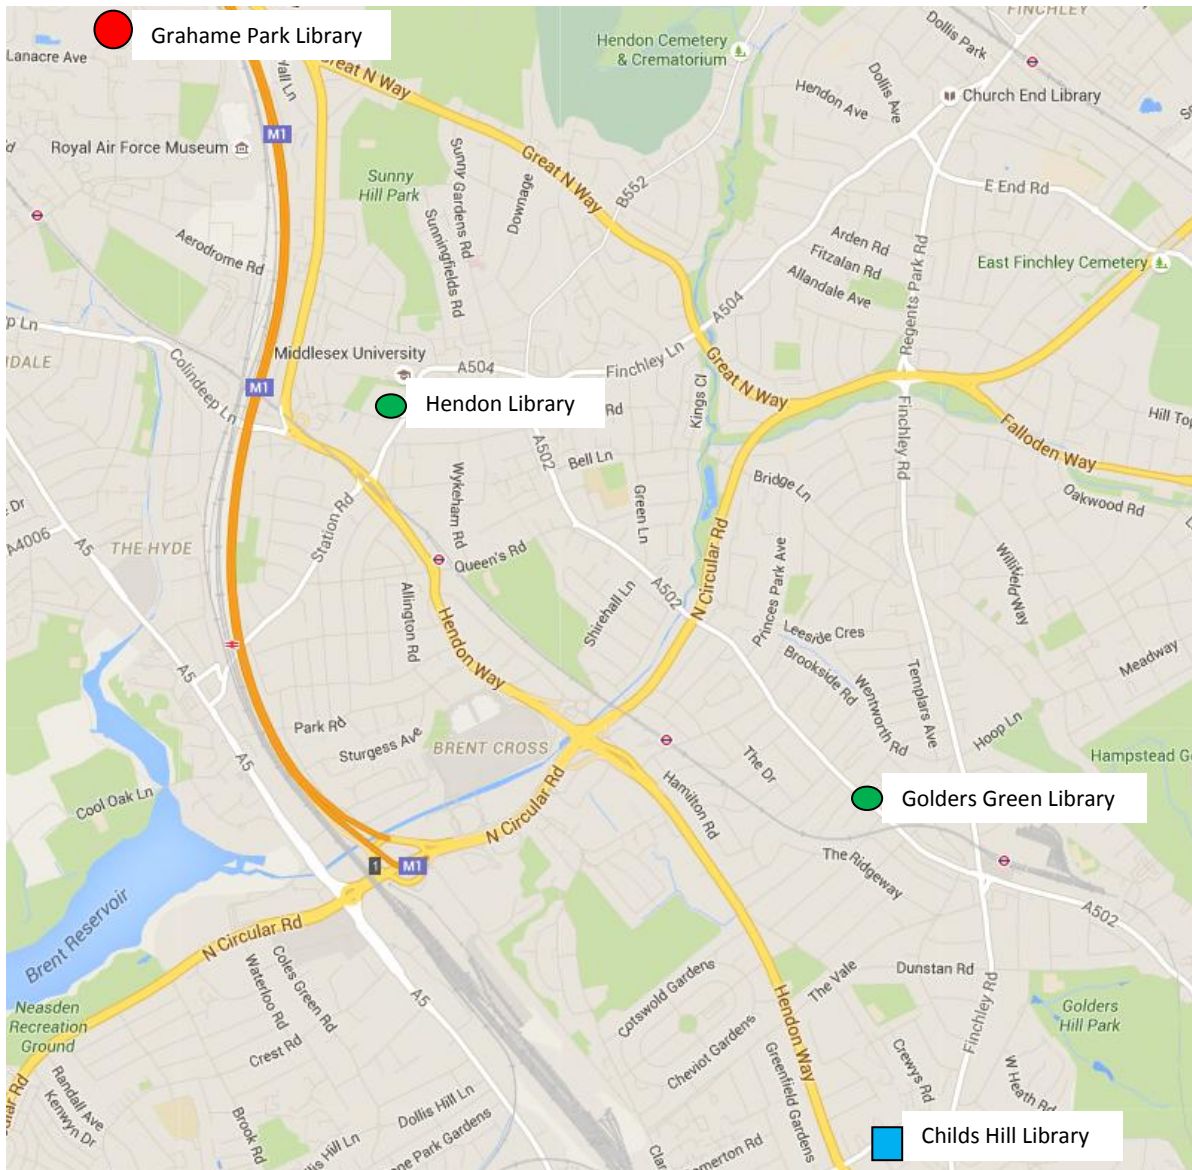 Grahame Park Library
FINCHLEY
Dollis Park
Lanacre Ave
Wall Ln
Great N Way
Hendon Cemetery
& Crematorium
Dollis Ave
Hendon Ave
Church End Library
M1
Royal Air Force Museum
Sunny
Hill Park
Sunny Gardens Rd
Sunningfields Rd
Downage
Great N Way
B552
E End Rd
Aerodrome Rd
Arden Rd
Fitzalan Rd
Allandale Ave
Regents Park Rd
East Finchley Cemetery
A504
Middlesex University
A504
Finchley Ln
Great N Way
Colindeep Ln
M1
Hendon Library
Rd
Kings Cl
Finchley Rd
Falloden Way
A502
Bell Ln
Wykeham Rd
Green Ln
Bridge Ln
Oakwood Rd
Station Rd
A4006
A5
THE HYDE
Queen's Rd
N Circular Rd
Princes Park Ave
Willifield Way
Allington Rd
Hendon Way
Shirehall Ln
A502
Leeside Cres
Brookside Rd
Wentworth Rd
Templars Ave
Meadway
A5
Hoop Ln
Park Rd
Sturgess Ave
BRENT CROSS
A5
The Dr
Cool Oak Ln
Hamilton Rd
Golders Green Library
N Circular Rd
1
M1
The Ridgeway
Brent Reservoir
A502
N Circular Rd
Coles Green Rd
Waterloo Rd
A5
Cotswold Gardens
The Vale
Dunstan Rd
Neasden
Recreation
Ground
Crest Rd
Hendon Way
Cheviot Gardens
Finchley Rd
Golders
Hill Park
Greenfield Gardens
Crewys Rd
W Heath Rd
Randall Ave
Kenwyn Dr
Brook Rd
Dollis Hill Ln
Childs Hill Library